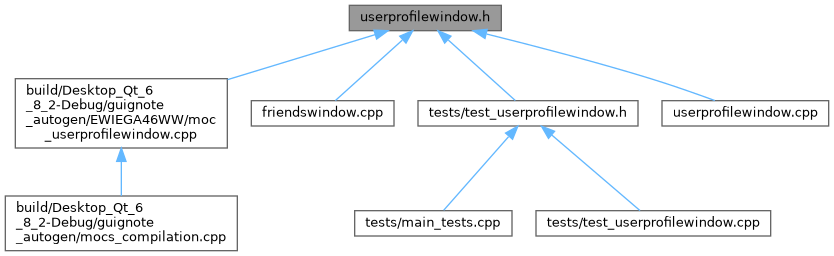 userprofilewindow.h
build/Desktop_Qt_6
_8_2-Debug/guignote
_autogen/EWIEGA46WW/moc
_userprofilewindow.cpp
friendswindow.cpp
tests/test_userprofilewindow.h
userprofilewindow.cpp
build/Desktop_Qt_6
_8_2-Debug/guignote
_autogen/mocs_compilation.cpp
tests/main_tests.cpp
tests/test_userprofilewindow.cpp